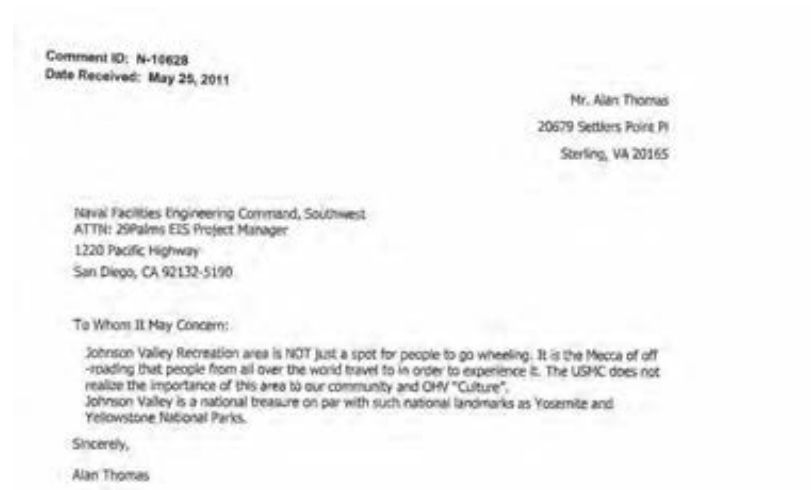 Comment ID: N-10628
Date Received: May 25, 2011
Mr. Alan Thomas
20679 Settlers Point Pl
Sterling, VA 20165
Naval Facilities Engineering Command, Southwest
ATTN: 29Palms EIS Project Manager
1220 Pacific Highway
San Diego, CA 92132-5190
To Whom It May Concern:
Johnson Valley Recreation area is NOT just a spot for people to go wheeling. It is the Mecca of off
-roading that people from all over the world travel to in order to experience it. The USMC does not
realize the importance of this area to our community and OHV "Culture".
Johnson Valley is a national treasure on par with such national landmarks as Yosemite and
Yellowstone National Parks.
Sincerely,
Alan Thomas